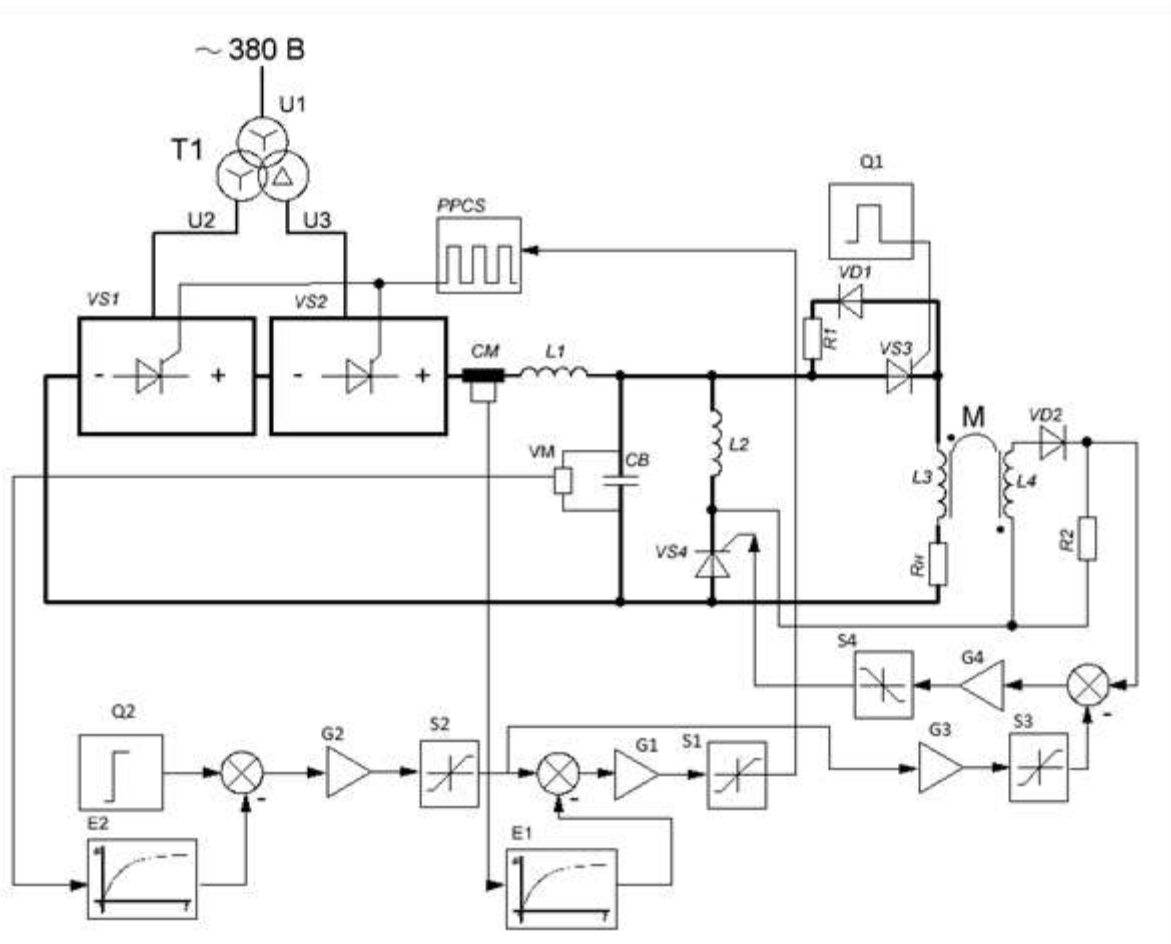 ~ 380 В
U1
T1
U2
U3
PPCS
Q1
VD1
VS1
VS2
R1
VS3
-
+
-
+
CM
L1
M
VD2
VM
CB
L2
L3
L4
R2
VS4
Rн
S4
G4
-
Q2
G2
S2
G1
S1
G3
S3
-
-
E2
E1
T
T